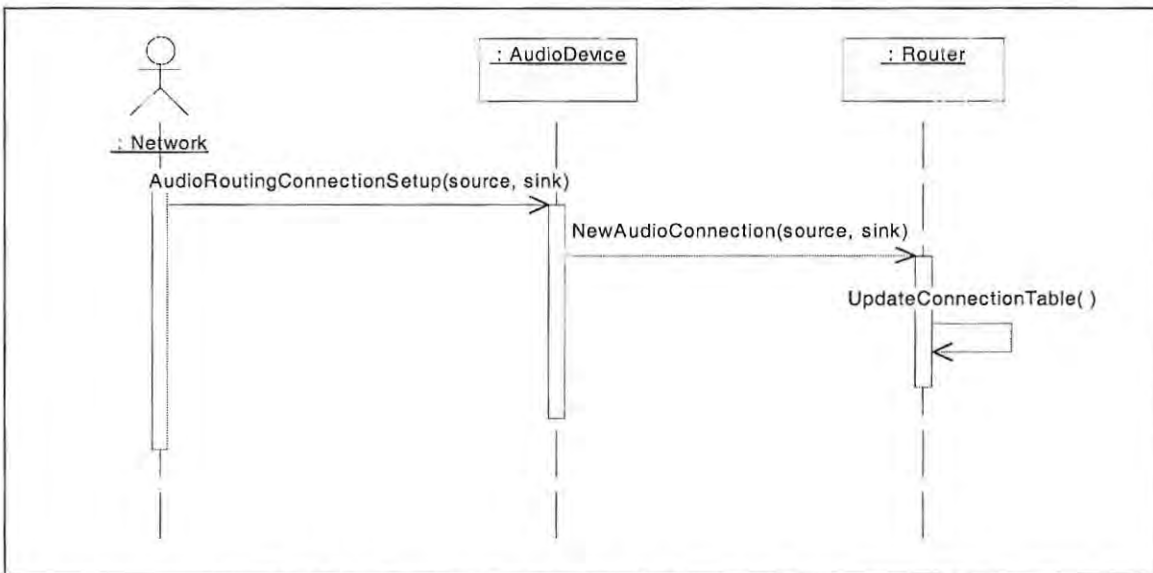 : AudioDevice
: Router
: Network
AudioRoutingConnectionSetup(source, sink)
NewAudioConnection(source, sink)
UpdateConnectionTable( )